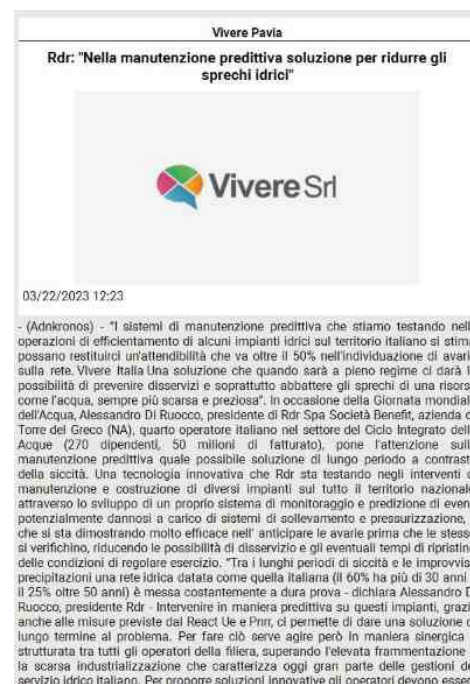 Vivere Pavia
Rdr: "Nella manutenzione predittiva soluzione per ridurre gli
sprechi idrici"
Vivere Srl
03/22/2023 12:23
- (Adnkronos) - "I sistemi di manutenzione predittiva che stiamo testando nell
operazioni di efficientamento di alcuni impianti idrici sul territorio italiano si stim
possano restituirci un'attendibilità che va oltre il 50% nell'individuazione di avari
sulla rete. Vivere Italia Una soluzione che quando sarà a pieno regime ci darà l
possibilità di prevenire disservizi e soprattutto abbattere gli sprechi di una risors
come l'acqua, sempre più scarsa e preziosa". In occasione della Giornata mondial
dell'Acqua, Alessandro Di Ruocco, presidente di Rdr Spa Società Benefit, azienda d
Torre del Greco (NA), quarto operatore italiano nel settore del Ciclo Integrato dell
Acque (270 dipendenti, 50 milioni di fatturato), pone l'attenzione sull
manutenzione predittiva quale possibile soluzione di lungo periodo a contrast
della siccità. Una tecnologia innovativa che Rdr sta testando negli interventi d
manutenzione e costruzione di diversi impianti sul tutto il territorio nazionale
attraverso lo sviluppo di un proprio sistema di monitoraggio e predizione di even
potenzialmente dannosi a carico di sistemi di sollevamento e pressurizzazione,
che si sta dimostrando molto efficace nell' anticipare le avarie prima che le stess
si verifichino, riducendo le possibilità di disservizio e gli eventuali tempi di ripristin
delle condizioni di regolare esercizio. "Tra i lunghi periodi di siccità e le improvvis
precipitazioni una rete idrica datata come quella italiana (il 60% ha più di 30 anni
il 25% oltre 50 anni) è messa costantemente a dura prova - dichiara Alessandro D
Ruocco, presidente Rdr - Intervenire in maniera predittiva su questi impianti, grazi
anche alle misure previste dal React Ue e Pnrr, ci permette di dare una soluzione d
lungo termine al problema. Per fare ciò serve agire però in maniera sinergica
strutturata tra tutti gli operatori della filiera, superando l'elevata frammentazione
la scarsa industrializzazione che caratterizza oggi gran parte delle gestioni de
servizio idrico italiano. Per proporre soluzioni innovative gli operatori devono esser